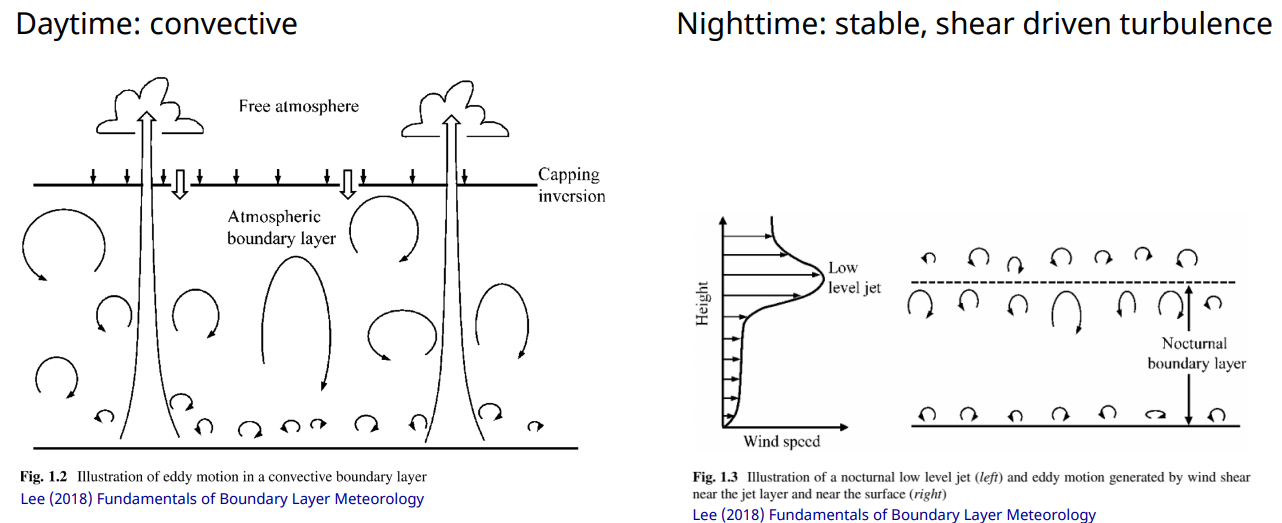 Daytime: convective
Free atmosphere
Capping
inversion
Atmospheric
boundary layer
Fig. 1.2 Illustration of eddy motion in a convective boundary layer
Lee (2018) Fundamentals of Boundary Layer Meteorology
Nighttime: stable, shear driven turbulence
Height
Low
level jet
Wind speed
Nocturnal
boundary layer
Fig. 1.3 Illustration of a nocturnal low level jet (left) and eddy motion generated by wind shear
near the jet layer and near the surface (right)
Lee (2018) Fundamentals of Boundary Layer Meteorology